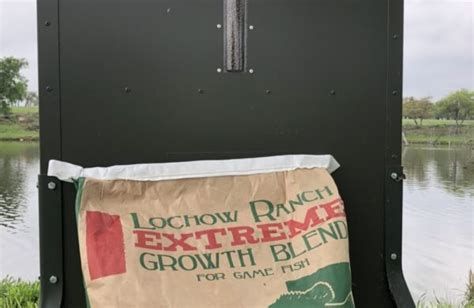 LOCHOW RANCH
EXTREME
GROWTH BLEND
FOR GAME FISH